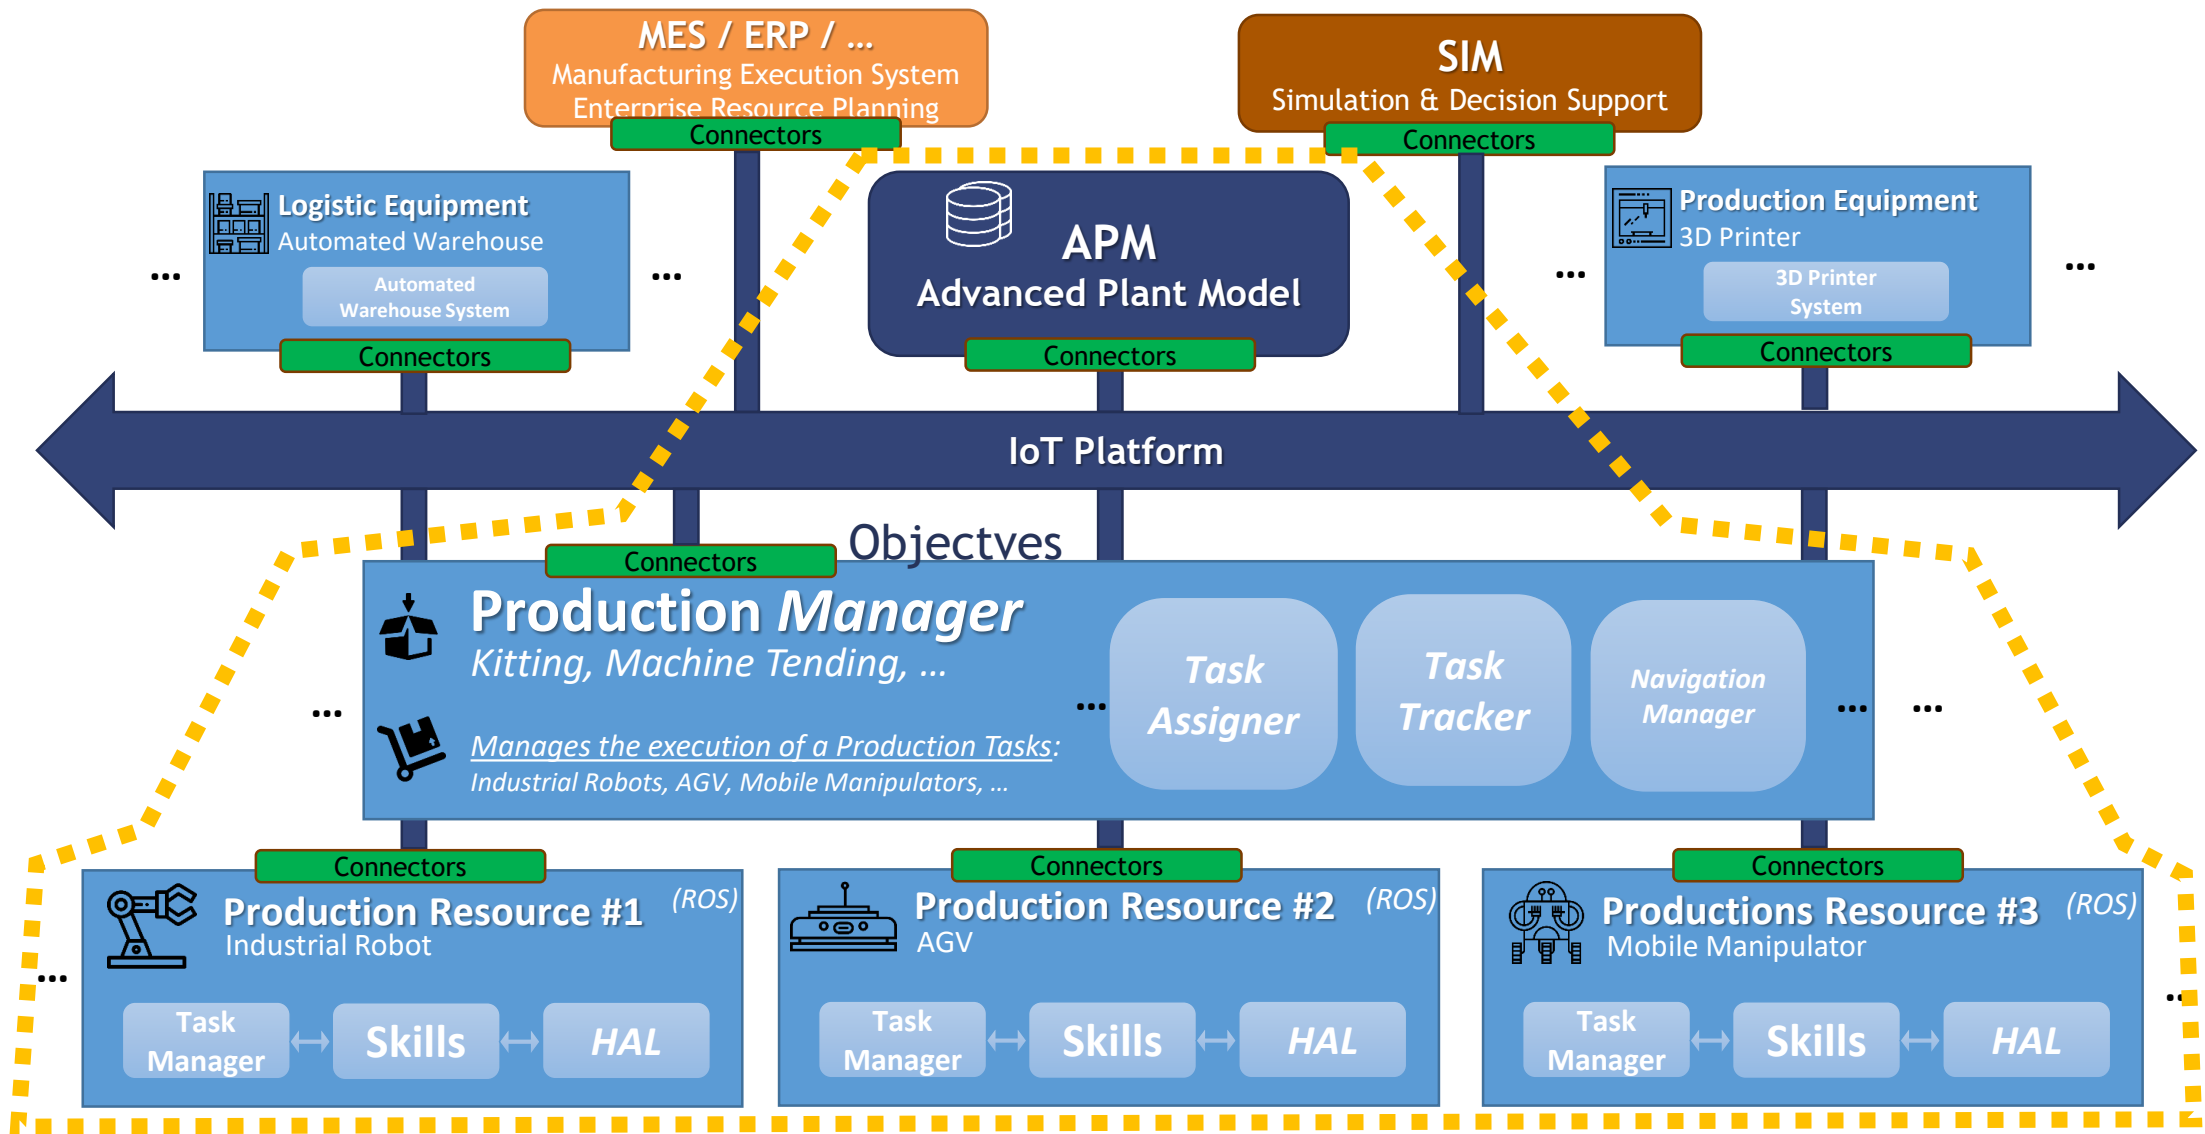 MES / ERP / ...
Manufacturing Execution System
Enterprise Resource Planning
Connectors
SIM
Simulation & Decision Support
Connectors
Logistic Equipment
Automated Warehouse
Automated
Warehouse System
Connectors
...
...
APM
Advanced Plant Model
Connectors
Production Equipment
3D Printer
3D Printer
System
Connectors
...
...
IoT Platform
Objectves
Connectors
Production Manager
Kitting, Machine Tending, ...
Manages the execution of a Production Tasks:
Industrial Robots, AGV, Mobile Manipulators, ...
...
...
Task
Assigner
Task
Tracker
Navigation
Manager
...
...
Connectors
Production Resource #1
(ROS)
Industrial Robot
...
Task
Manager
Skills
HAL
Connectors
Production Resource #2
(ROS)
AGV
Task
Manager
Skills
HAL
Connectors
Productions Resource #3
(ROS)
Mobile Manipulator
Task
Manager
Skills
HAL
...